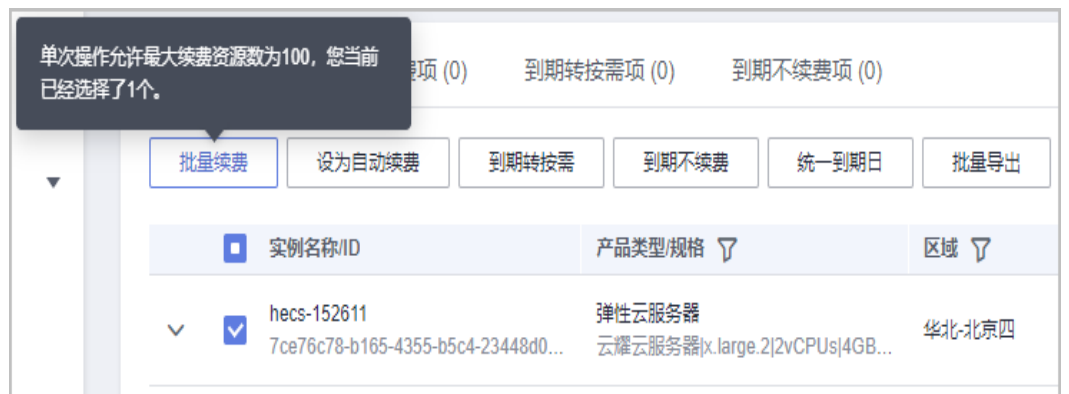 单次操作允许最大续费资源数为100，您当前
已经选择了1个。
费项 (0) 到期转按需项 (0) 到期不续费项 (0)
批量续费 设为自动续费 到期转按需 到期不续费 统一到期日 批量导出
实例名称/ID 产品类型/规格 区域
hecs-152611 弹性云服务器
华北-北京四
7ce76c78-b165-4355-b5c4-23448d0... 云耀云服务器|x.large.2|2vCPUs|4GB...